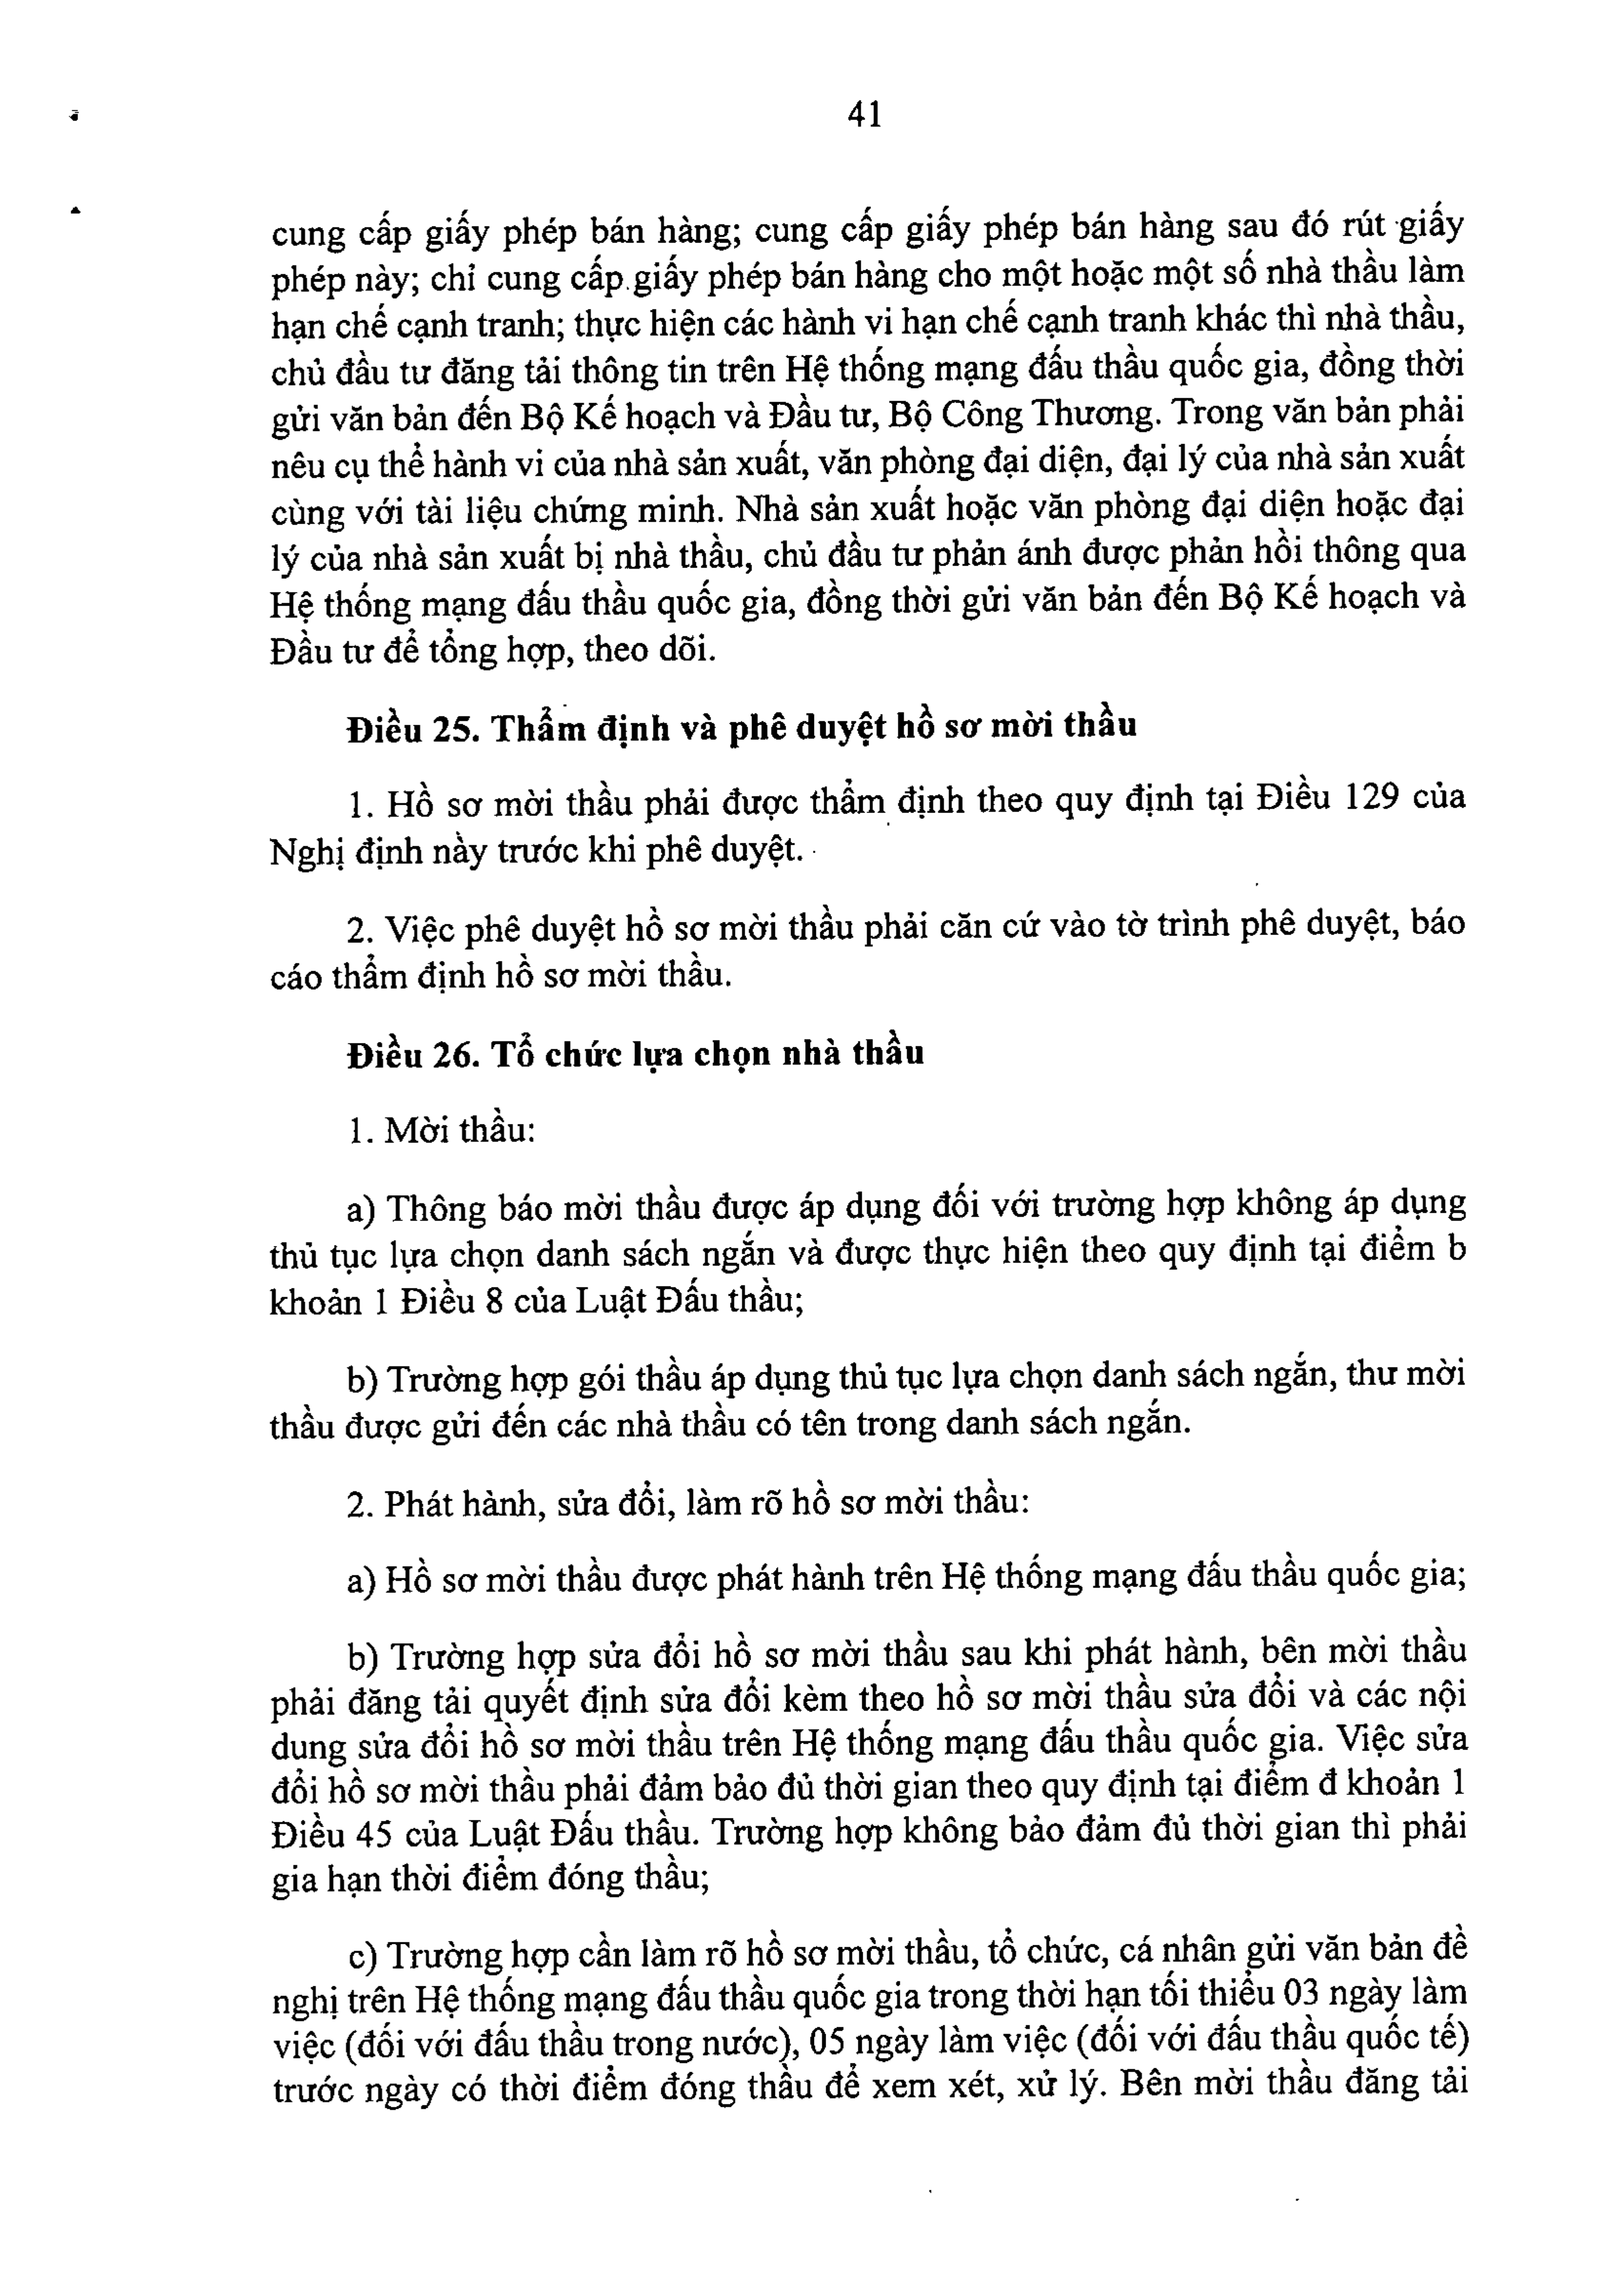 41
cung cấp giấy phép bán hàng; cung cấp giấy phép bán hàng sau đó rút giấy
phép này; chỉ cung cấp giấy phép bán hàng cho một hoặc một số nhà thầu làm
hạn chế cạnh tranh; thực hiện các hành vi hạn chế cạnh tranh khác thì nhà thầu,
chủ đầu tư đăng tải thông tin trên Hệ thống mạng đấu thầu quốc gia, đồng thời
gửi văn bản đến Bộ Kế hoạch và Đầu tư, Bộ Công Thương. Trong văn bản phải
nêu cụ thể hành vi của nhà sản xuất, văn phòng đại diện, đại lý của nhà sản xuất
cùng với tài liệu chứng minh. Nhà sản xuất hoặc văn phòng đại diện hoặc đại
lý của nhà sản xuất bị nhà thầu, chủ đầu tư phản ánh được phản hồi thông qua
Hệ thống mạng đấu thầu quốc gia, đồng thời gửi văn bản đến Bộ Kế hoạch và
Đầu tư để tổng hợp, theo dõi.
Điều 25. Thẩm định và phê duyệt hồ sơ mời thầu
1. Hồ sơ mời thầu phải được thẩm định theo quy định tại Điều 129 của
Nghị định này trước khi phê duyệt.
2. Việc phê duyệt hồ sơ mời thầu phải căn cứ vào tờ trình phê duyệt, báo
cáo thẩm định hồ sơ mời thầu.
Điều 26. Tổ chức lựa chọn nhà thầu
1. Mời thầu:
a) Thông báo mời thầu được áp dụng đối với trường hợp không áp dụng
thủ tục lựa chọn danh sách ngắn và được thực hiện theo quy định tại điểm b
khoản 1 Điều 8 của Luật Đấu thầu;
b) Trường hợp gói thầu áp dụng thủ tục lựa chọn danh sách ngắn, thư mời
thầu được gửi đến các nhà thầu có tên trong danh sách ngắn.
2. Phát hành, sửa đổi, làm rõ hồ sơ mời thầu:
a) Hồ sơ mời thầu được phát hành trên Hệ thống mạng đấu thầu quốc gia;
b) Trường hợp sửa đổi hồ sơ mời thầu sau khi phát hành, bên mời thầu
phải đăng tải quyết định sửa đổi kèm theo hồ sơ mời thầu sửa đổi và các nội
dung sửa đổi hồ sơ mời thầu trên Hệ thống mạng đấu thầu quốc gia. Việc sửa
đổi hồ sơ mời thầu phải đảm bảo đủ thời gian theo quy định tại điểm đ khoản 1
Điều 45 của Luật Đấu thầu. Trường hợp không bảo đảm đủ thời gian thì phải
gia hạn thời điểm đóng thầu;
c) Trường hợp cần làm rõ hồ sơ mời thầu, tổ chức, cá nhân gửi văn bản đề
nghị trên Hệ thống mạng đấu thầu quốc gia trong thời hạn tối thiểu 03 ngày làm
việc (đối với đấu thầu trong nước), 05 ngày làm việc (đối với đấu thầu quốc tế)
trước ngày có thời điểm đóng thầu để xem xét, xử lý. Bên mời thầu đăng tải